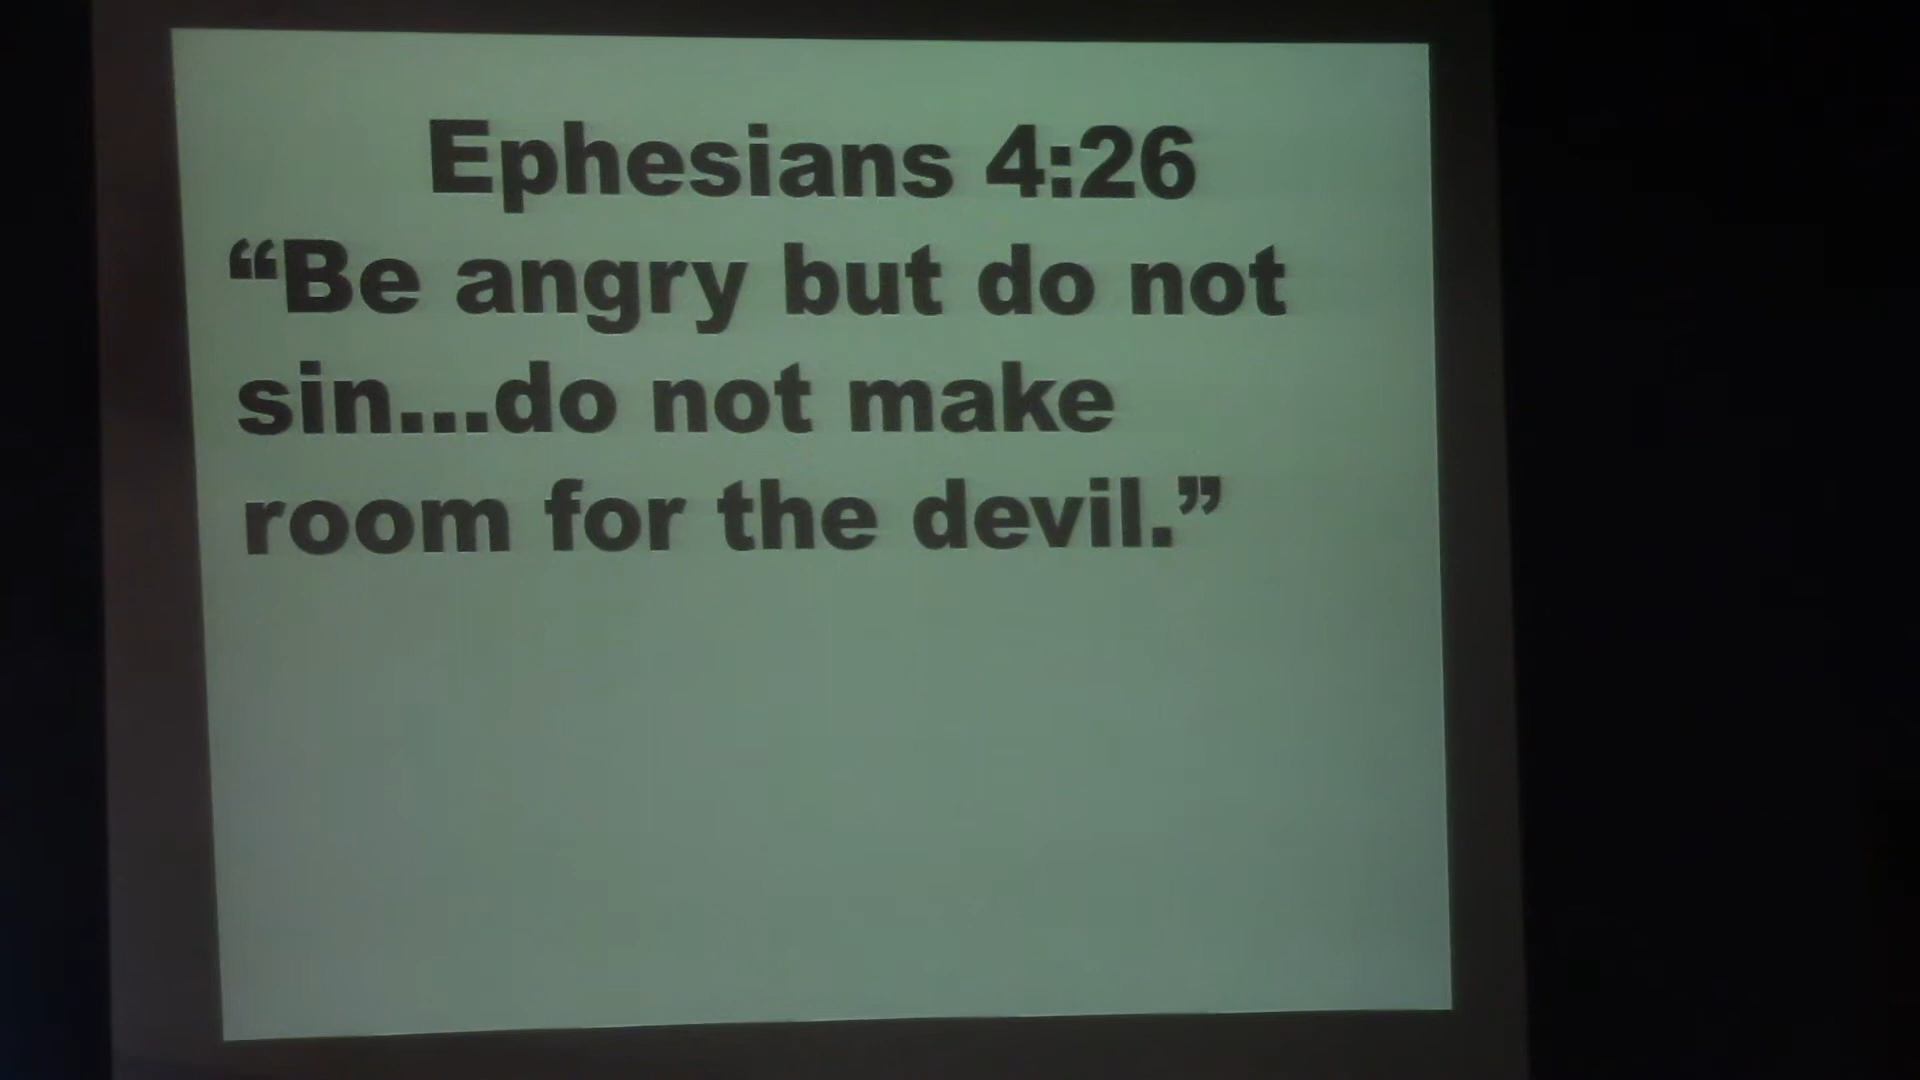 Ephesians 4:26
“Be angry but do not
sin...do not make
room for the devil.”